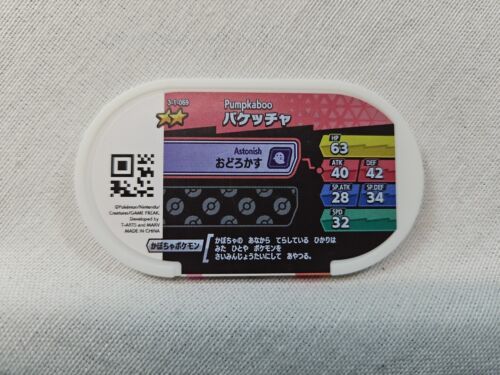 3-1-069
Pumpkaboo
バケッチャ
Astonish
おどろかす
HP
63
ATK
40
DEF
42
SP.ATK
28
SP.DEF
34
SPD
32
©Pokémon/Nintendo/
Creatures/GAME FREAK.
Developed by
T-ARTS and MARV
MADE IN CHINA
かぼちゃポケモン
かぼちゃの あなから てらしている ひかりは
みた ひとや ポケモンを
さいみんじょうたいにして あやつる。